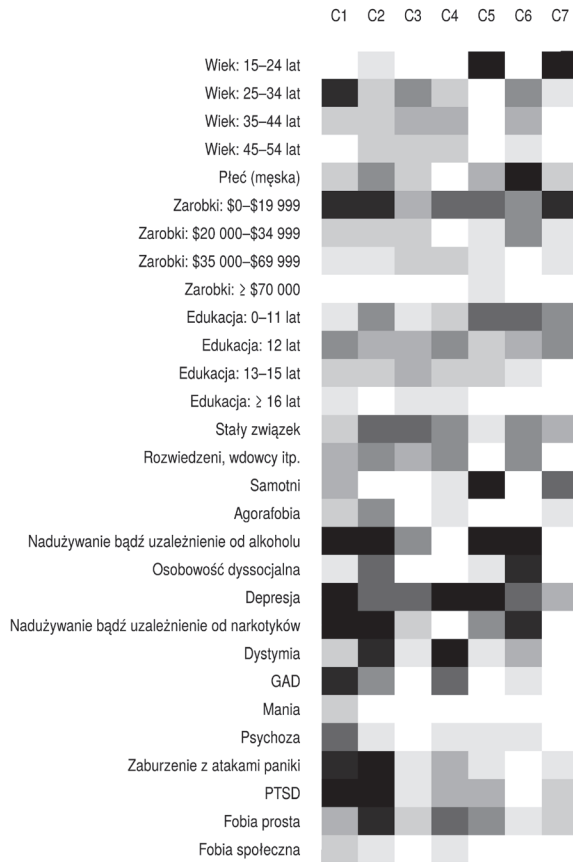 C1 C2 C3 C4 C5 C6 C7
Wiek: 15–24 lat
Wiek: 25–34 lat
Wiek: 35–44 lat
Wiek: 45–54 lat
Płeć (męska)
Zarobki: $0–$19 999
Zarobki: $20 000–$34 999
Zarobki: $35 000–$69 999
Zarobki: ≥ $70 000
Edukacja: 0–11 lat
Edukacja: 12 lat
Edukacja: 13–15 lat
Edukacja: ≥ 16 lat
Stały związek
Rozwiedzeni, wdowcy itp.
Samotni
Agorafobia
Nadużywanie bądź uzależnienie od alkoholu
Osobowość dyssocjalna
Depresja
Nadużywanie bądź uzależnienie od narkotyków
Dystymia
GAD
Mania
Psychoza
Zaburzenie z atakami paniki
PTSD
Fobia prosta
Fobia społeczna